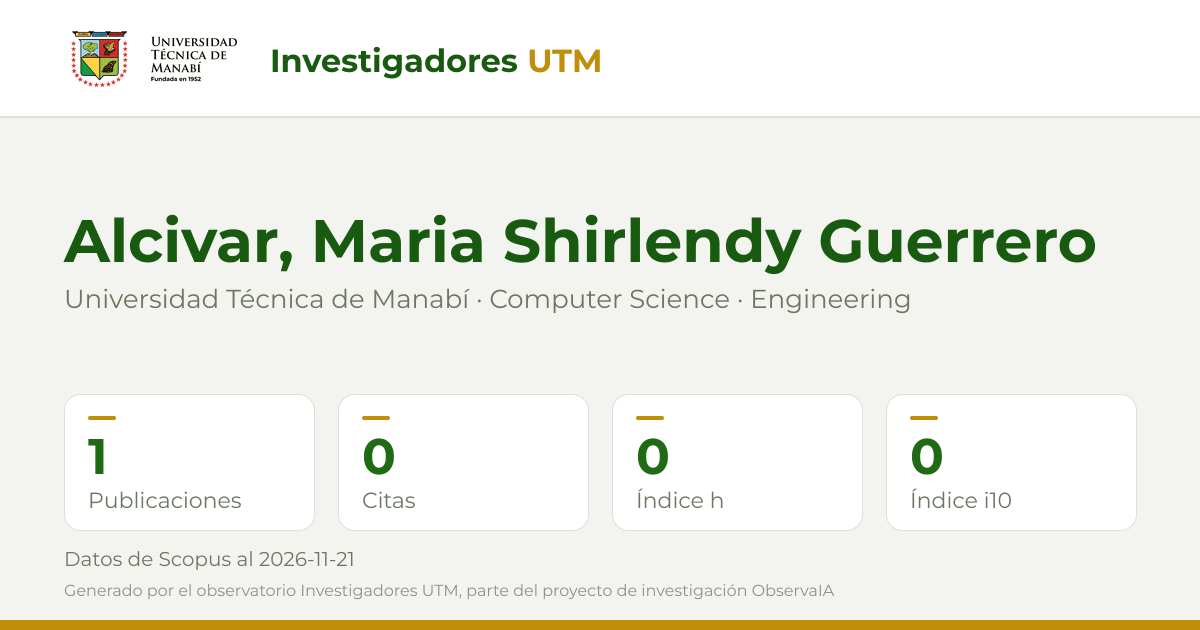 UNIVERSIDAD
TÉCNICA DE
MANABÍ
Fundada en 1952
Investigadores UTM
Alcivar, Maria Shirlendy Guerrero
Universidad Técnica de Manabí · Computer Science · Engineering
1
Publicaciones
0
Citas
0
Índice h
0
Índice i10
Datos de Scopus al 2026-11-21
Generado por el observatorio Investigadores UTM, parte del proyecto de investigación ObservaIA